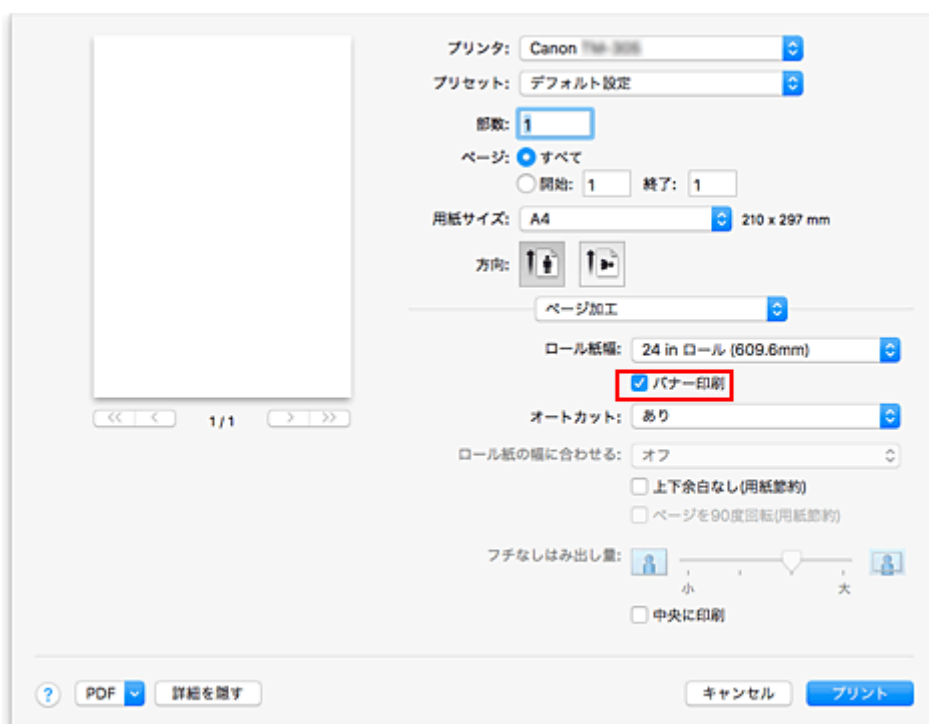 プリンタ: Canon
プリセット: デフォルト設定
部数: 1
ページ: すべて
開始: 1 終了: 1
用紙サイズ: A4 210 x 297 mm
方向:
ページ加工
ロール紙幅: 24 in ロール (609.6mm)
バナー印刷
<< < 1/1 > >>
オートカット: あり
ロール紙の幅に合わせる: オフ
上下余白なし(用紙節約)
ページを90度回転(用紙節約)
フチなしはみ出し量:
小 大
中央に印刷
? PDF 詳細を隠す キャンセル プリント